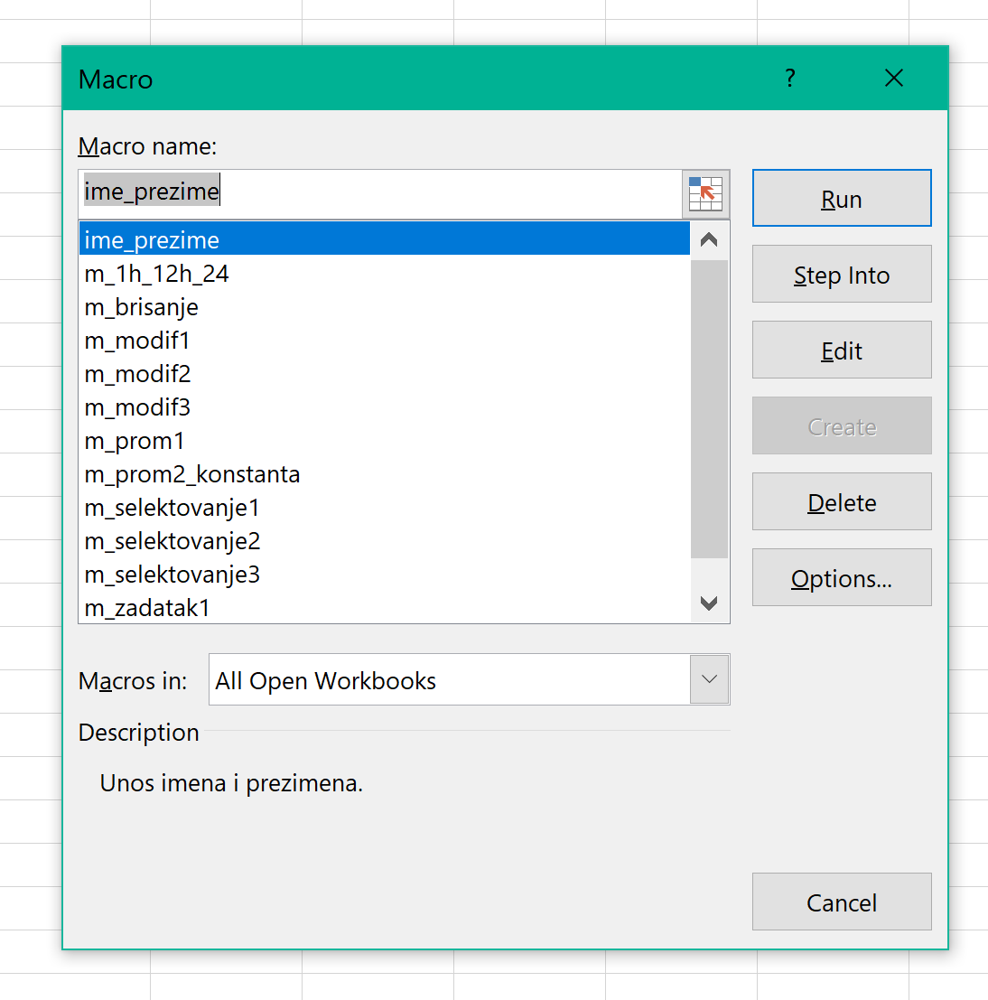 Macro ?
Macro name:
ime_prezime
ime_prezime
m_1h_12h_24
m_brisanje
m_modif1
m_modif2
m_modif3
m_prom1
m_prom2_konstanta
m_selektovanje1
m_selektovanje2
m_selektovanje3
m_zadatak1
Run
Step Into
Edit
Create
Delete
Options...
Macros in: All Open Workbooks
Description
Unos imena i prezimena.
Cancel